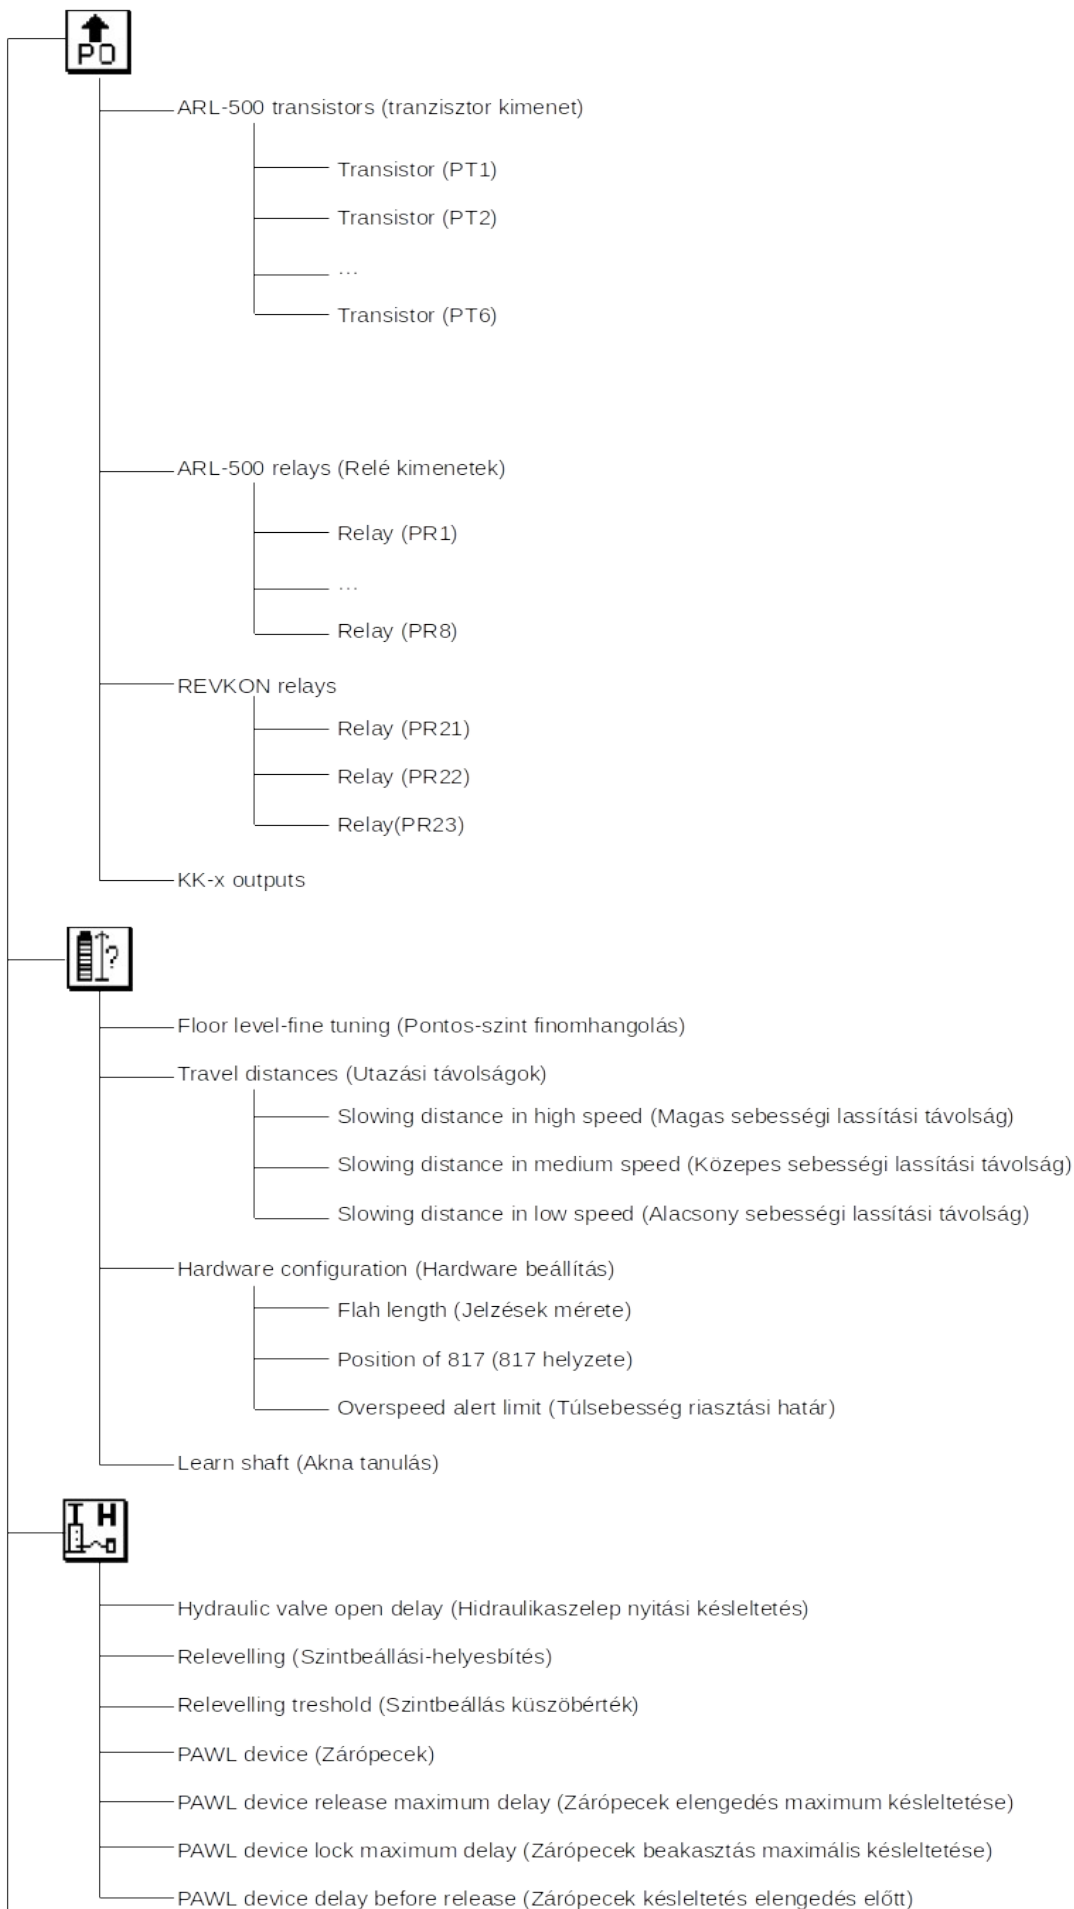 PO
ARL-500 transistors (tranzisztor kimenet)
Transistor (PT1)
Transistor (PT2)
...
Transistor (PT6)
ARL-500 relays (Relé kimenetek)
Relay (PR1)
...
Relay (PR8)
REVKON relays
Relay (PR21)
Relay (PR22)
Relay(PR23)
KK-x outputs
?
Floor level-fine tuning (Pontos-szint finomhangolás)
Travel distances (Utazási távolságok)
Slowing distance in high speed (Magas sebességi lassítási távolság)
Slowing distance in medium speed (Közepes sebességi lassítási távolság)
Slowing distance in low speed (Alacsony sebességi lassítási távolság)
Hardware configuration (Hardware beállítás)
Flah length (Jelzések mérete)
Position of 817 (817 helyzete)
Overspeed alert limit (Túlsebesség riasztási határ)
Learn shaft (Akna tanulás)
I H
Hydraulic valve open delay (Hidraulikaszelep nyitási késleltetés)
Relevelling (Szintbeállási-helyesbítés)
Relevelling treshold (Szintbeállás küszöbérték)
PAWL device (Zárópecek)
PAWL device release maximum delay (Zárópecek elengedés maximum késleltetése)
PAWL device lock maximum delay (Zárópecek beakasztás maximális késleltetése)
PAWL device delay before release (Zárópecek késleltetés elengedés előtt)